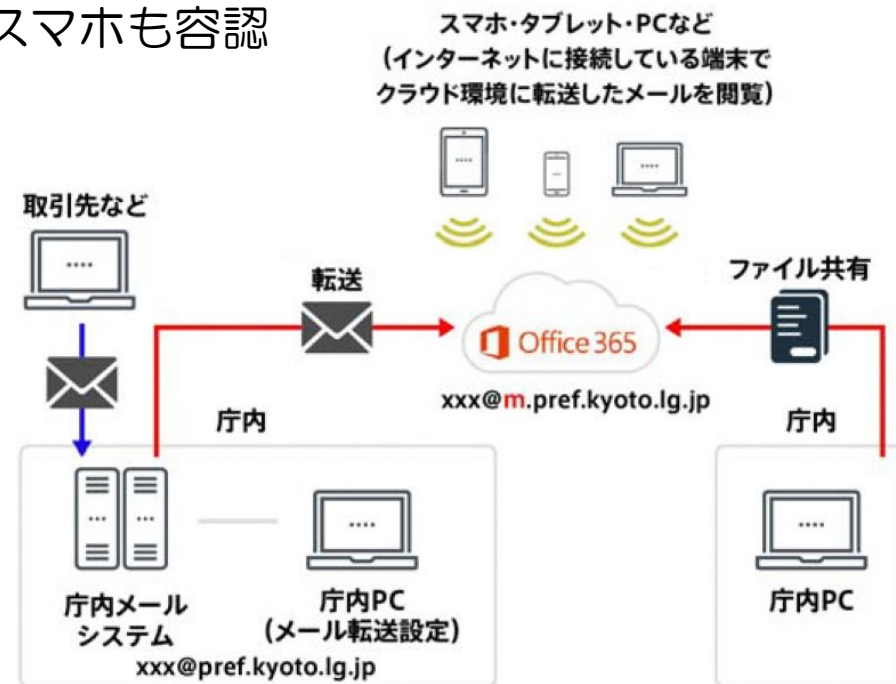 スマホも容認
スマホ・タブレット・PCなど
(インターネットに接続している端末で
クラウド環境に転送したメールを閲覧)
取引先など
転送
ファイル共有
Office 365
xxx@m.pref.kyoto.lg.jp
庁内
庁内
庁内メール
システム
庁内PC
(メール転送設定)
xxx@pref.kyoto.lg.jp
庁内PC